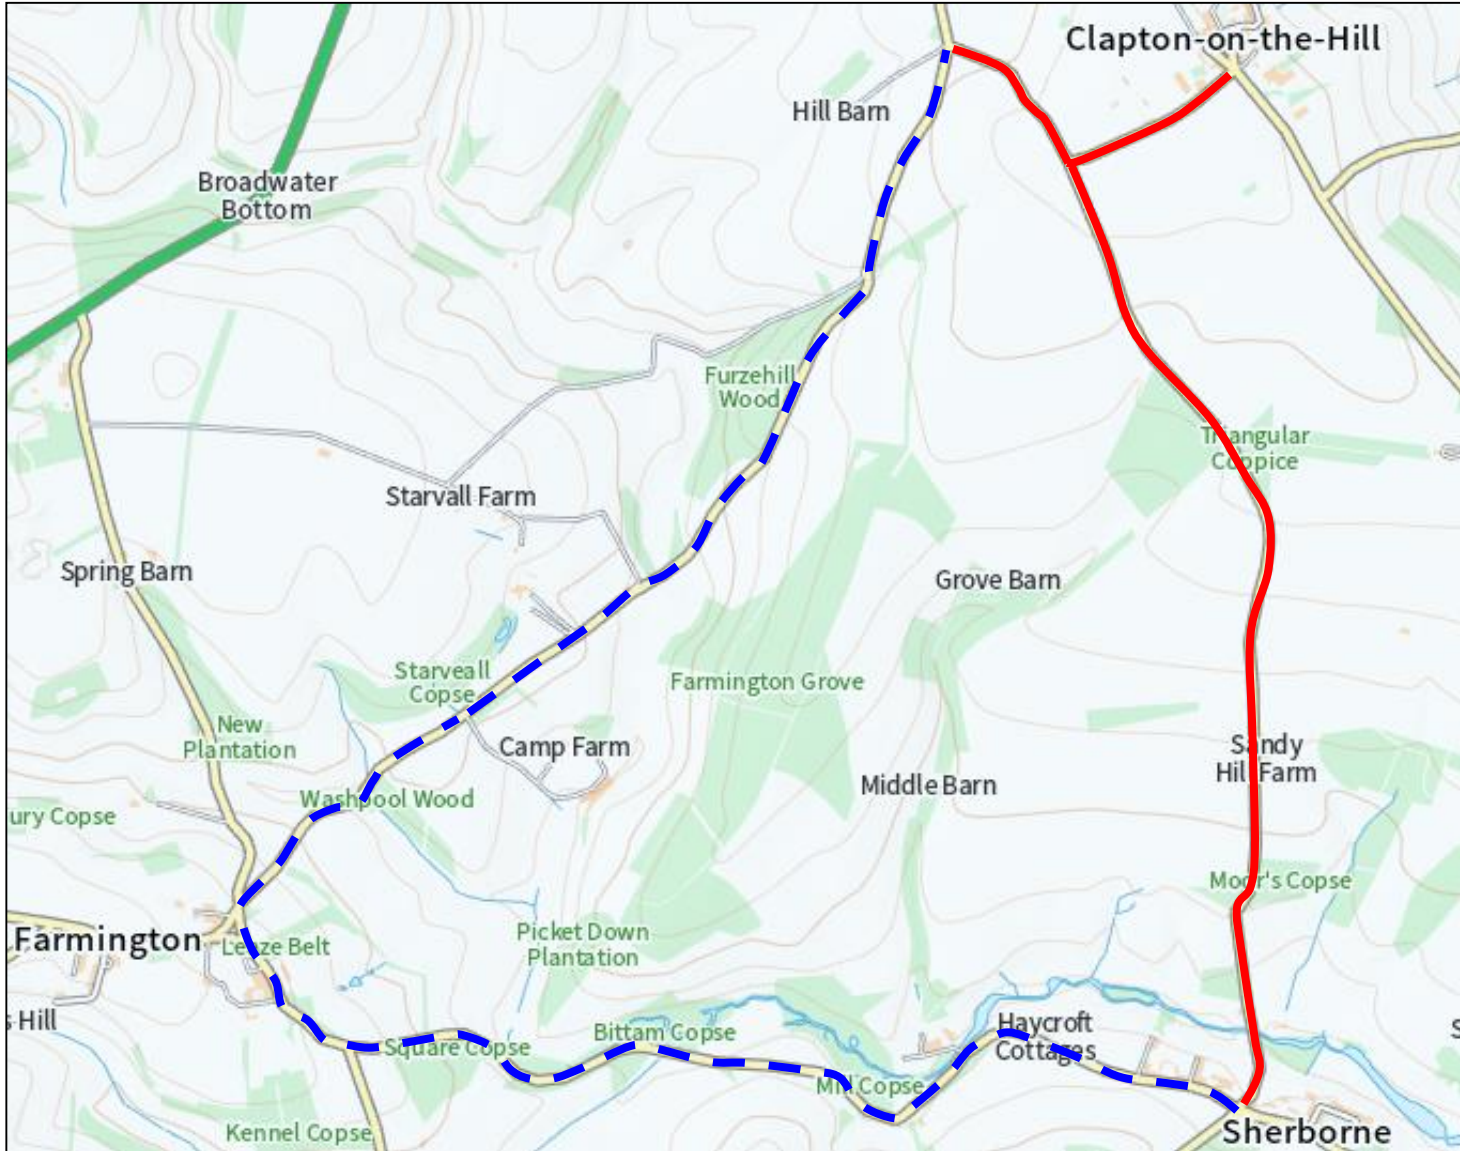 Clapton-on-the-Hill
Hill Barn
Broadwater
Bottom
Furzehill
Wood
Triangular
Coppice
Starvall Farm
Spring Barn
Grove Barn
Starveall
Copse
Farmington Grove
New
Plantation
Camp Farm
Sandy
Hill Farm
Middle Barn
Washpool Wood
ury Copse
Moor's Copse
Farmington
Leaze Belt
Picket Down
Plantation
s Hill
Haycroft
Cottages
Bittam Copse
Square Copse
S
Mill Copse
Kennel Copse
Sherborne